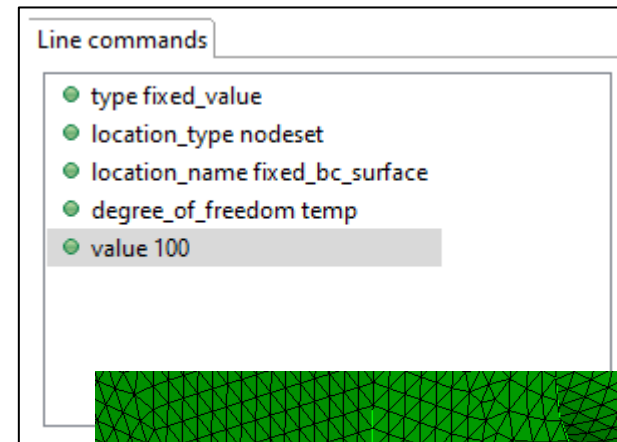 Line commands
type fixed_value
location_type nodeset
location_name fixed_bc_surface
degree_of_freedom temp
value 100